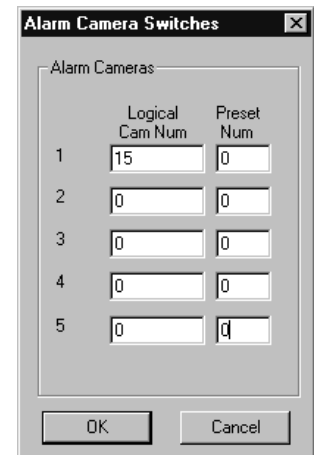 Alarm Camera Switches
Alarm Cameras
Logical Preset
Cam Num Num
1 15 0
2 0 0
3 0 0
4 0 0
5 0 0
OK Cancel